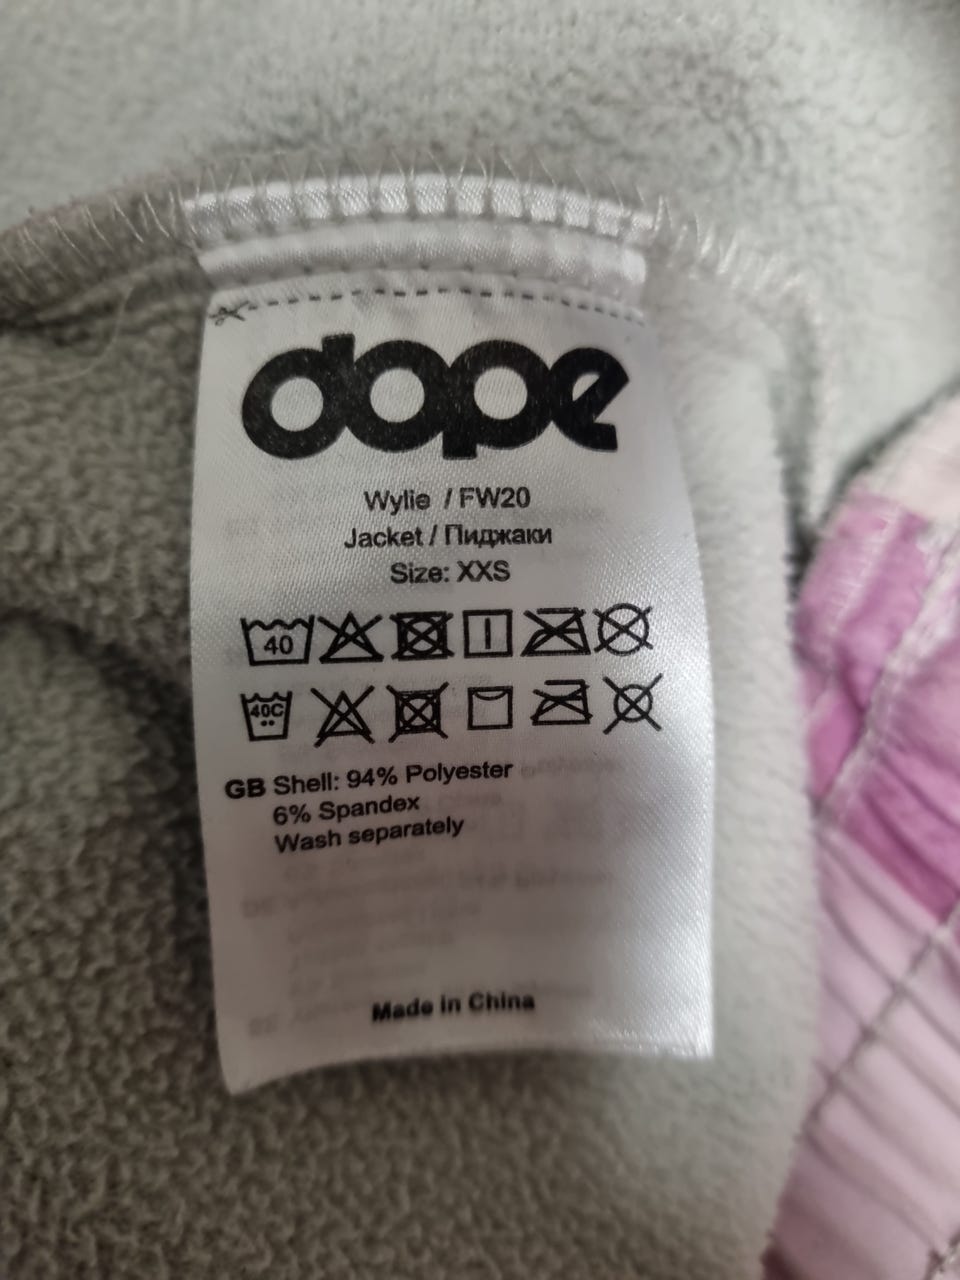 dope
Wylie / FW20
Jacket / Пиджаки
Size: XXS
40
40C
GB Shell: 94% Polyester
6% Spandex
Wash separately
Made in China